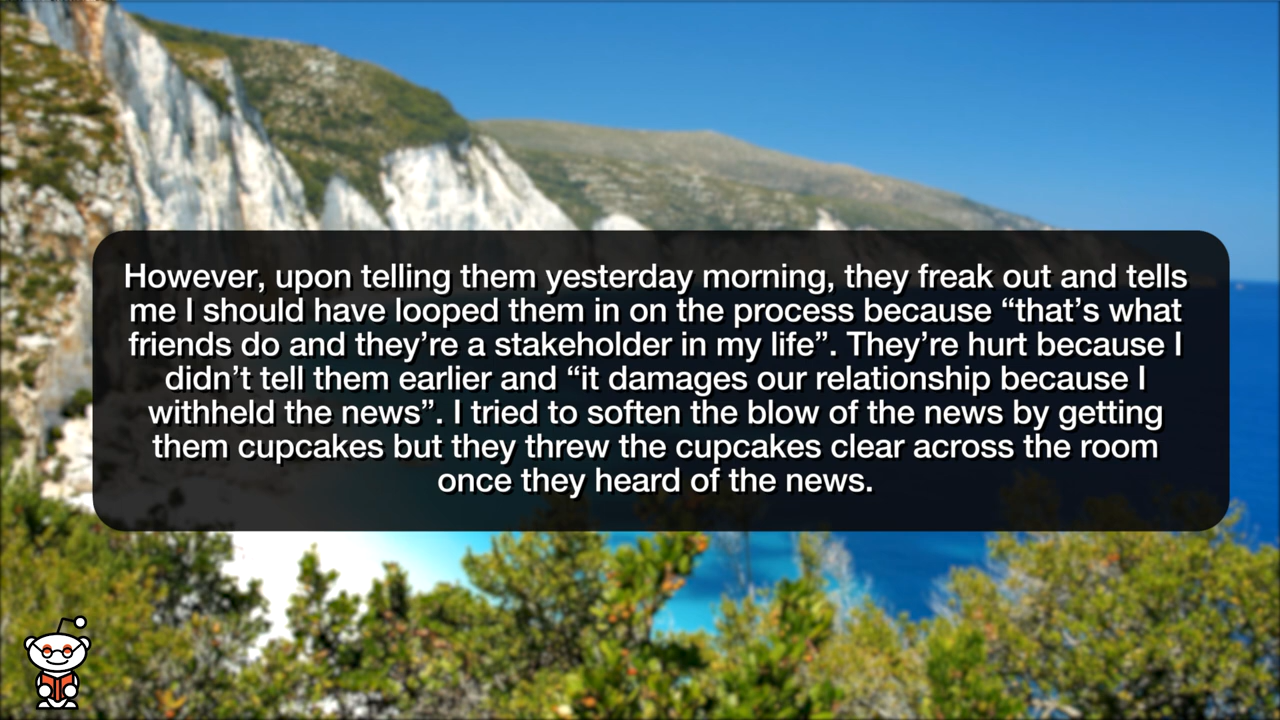 However, upon telling them yesterday morning, they freak out and tells
me I should have looped them in on the process because “that’s what
friends do and they’re a stakeholder in my life”. They’re hurt because I
didn’t tell them earlier and “it damages our relationship because I
withheld the news”. I tried to soften the blow of the news by getting
them cupcakes but they threw the cupcakes clear across the room
once they heard of the news.